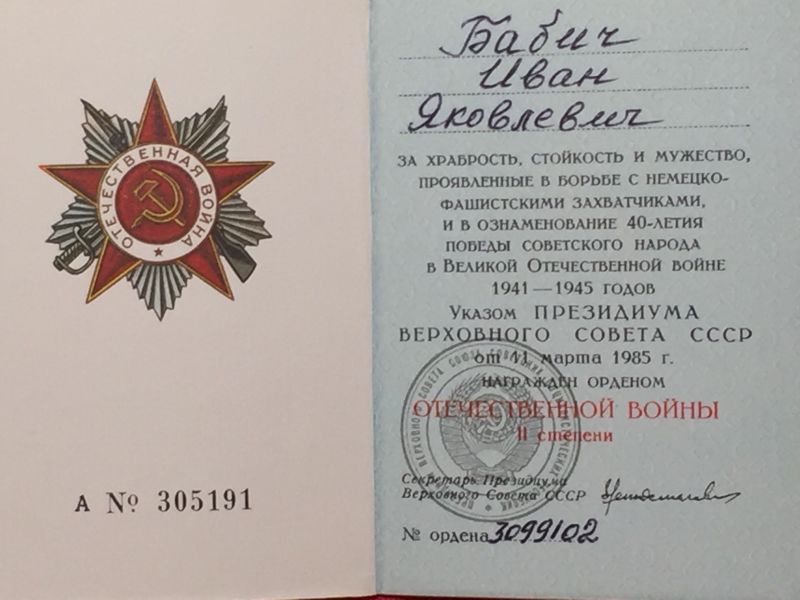 ОТЕЧЕСТВЕННАЯ ВОЙНА
А № 305191
Бабич
Иван
Яковлевич
ЗА ХРАБРОСТЬ, СТОЙКОСТЬ И МУЖЕСТВО,
ПРОЯВЛЕННЫЕ В БОРЬБЕ С НЕМЕЦКО-
ФАШИСТСКИМИ ЗАХВАТЧИКАМИ,
И В ОЗНАМЕНОВАНИЕ 40-ЛЕТИЯ
ПОБЕДЫ СОВЕТСКОГО НАРОДА
В ВЕЛИКОЙ ОТЕЧЕСТВЕННОЙ ВОЙНЕ
1941—1945 ГОДОВ
УКАЗОМ ПРЕЗИДИУМА
ВЕРХОВНОГО СОВЕТА СССР
от 11 марта 1985 г.
НАГРАЖДЕН ОРДЕНОМ
ОТЕЧЕСТВЕННОЙ ВОЙНЫ
II степени
Секретарь Президиума
Верховного Совета СССР
№ ордена 3099102